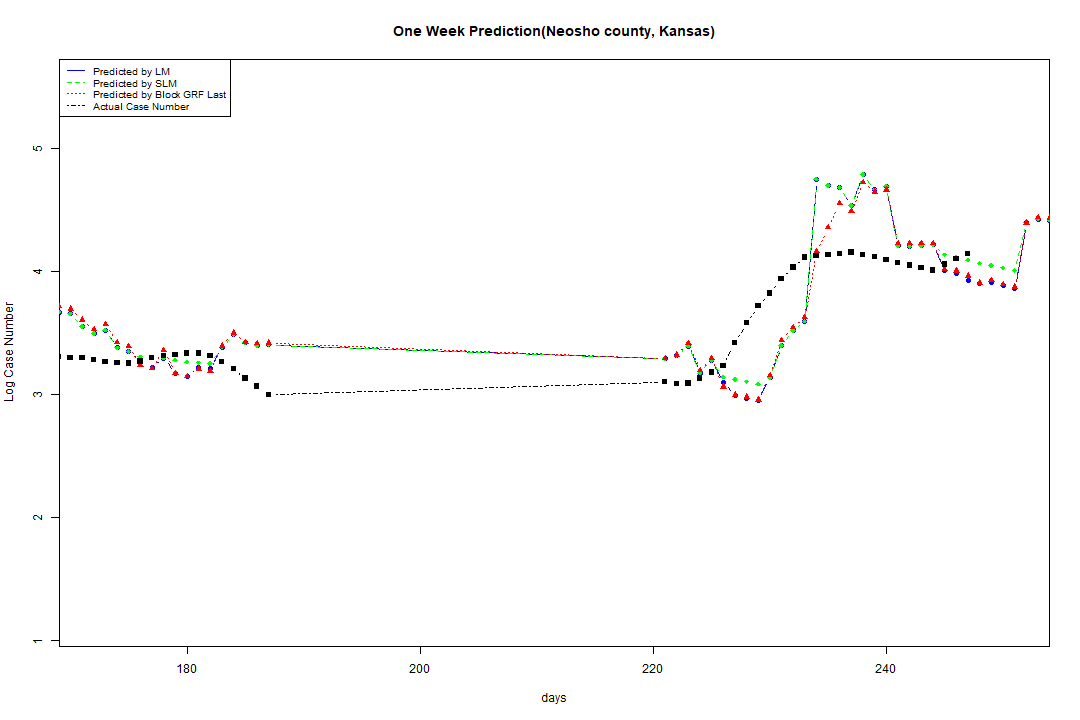 One Week Prediction(Neosho county, Kansas)
Predicted by LM
Predicted by SLM
Predicted by Block GRF Last
Actual Case Number
5
4
3
2
1
Log Case Number
180
200
220
240
days